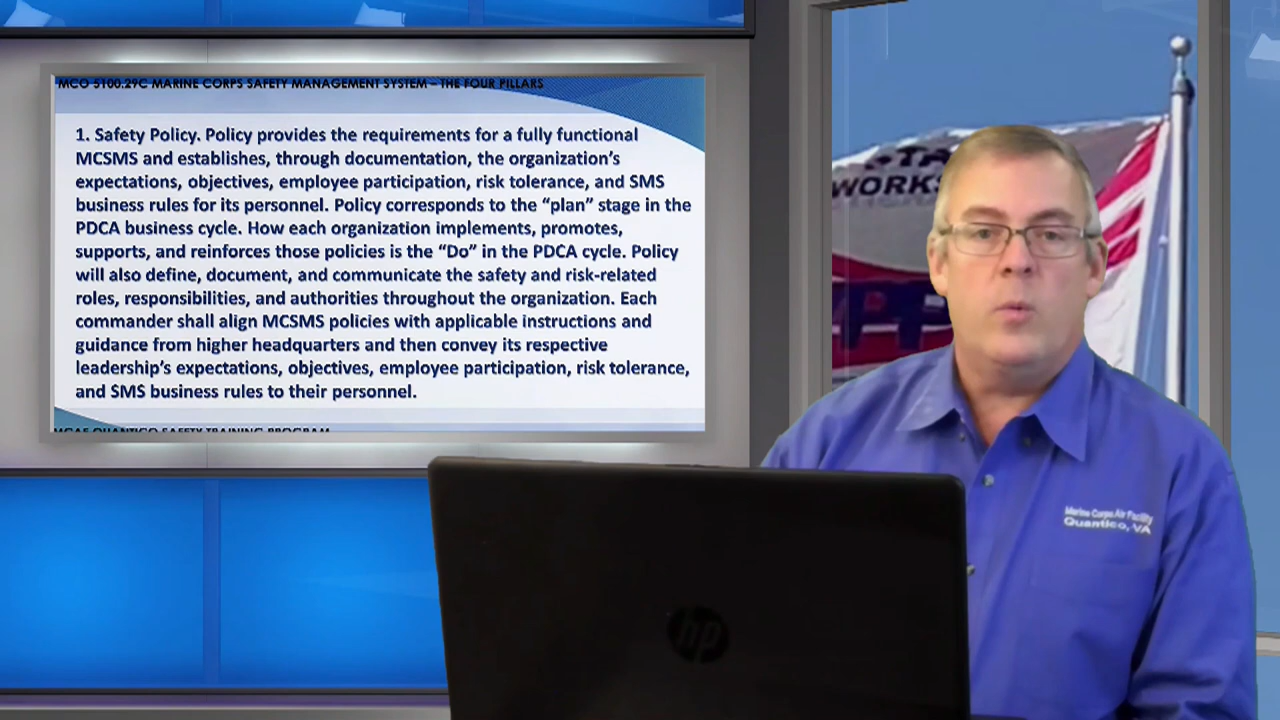 MCO 5100.29C MARINE CORPS SAFETY MANAGEMENT SYSTEM – THE FOUR PILLARS
1. Safety Policy. Policy provides the requirements for a fully functional
MCSMS and establishes, through documentation, the organization's
expectations, objectives, employee participation, risk tolerance, and SMS
business rules for its personnel. Policy corresponds to the “plan” stage in the
PDCA business cycle. How each organization implements, promotes,
supports, and reinforces those policies is the “Do” in the PDCA cycle. Policy
will also define, document, and communicate the safety and risk-related
roles, responsibilities, and authorities throughout the organization. Each
commander shall align MCSMS policies with applicable instructions and
guidance from higher headquarters and then convey its respective
leadership's expectations, objectives, employee participation, risk tolerance,
and SMS business rules to their personnel.
MCAF QUANTICO SAFETY TRAINING PROGRAM
WORKS
Marine Corps Air Facility
Quantico, VA
hp